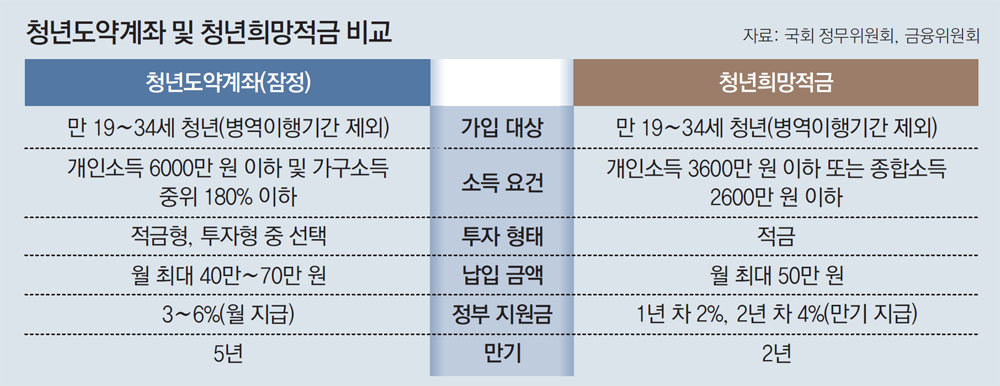 청년도약계좌 및 청년희망적금 비교
자료: 국회 정무위원회, 금융위원회
청년도약계좌(잠정) 청년희망적금
만 19~34세 청년(병역이행기간 제외) 가입 대상 만 19~34세 청년(병역이행기간 제외)
개인소득 6000만 원 이하 및 가구소득 개인소득 3600만 원 이하 또는 종합소득
소득 요건
중위 180% 이하 2600만 원 이하
적금형, 투자형 중 선택 투자 형태 적금
월 최대 40만~70만 원 납입 금액 월 최대 50만 원
3~6%(월 지급) 정부 지원금 1년 차 2%, 2년 차 4%(만기 지급)
5년 만기 2년